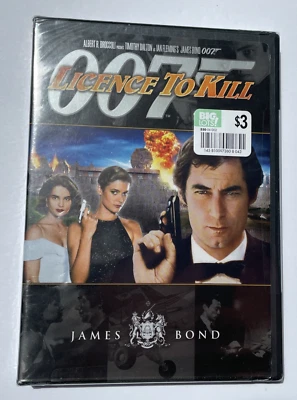 ALBERT R. BROCCOLI PRESENTS TIMOTHY DALTON AS IAN FLEMING'S JAMES BOND 007
007
LICENCE TO KILL
BIG LOTS!
$3
JAMES BOND